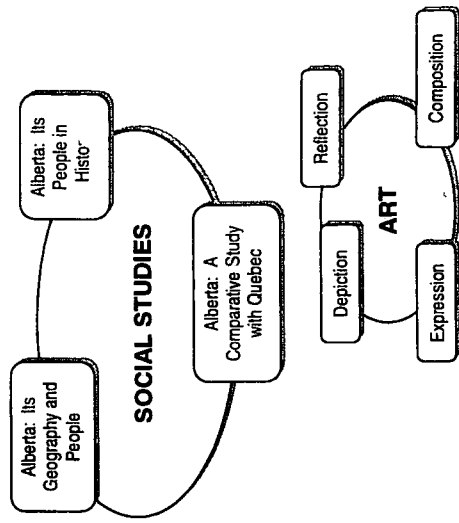 Alberta: Its
Geography and
People
Alberta: Its
People in
Histor
SOCIAL STUDIES
Alberta: A
Comparative Study
with Quebec
Depiction
Reflection
ART
Expression
Composition